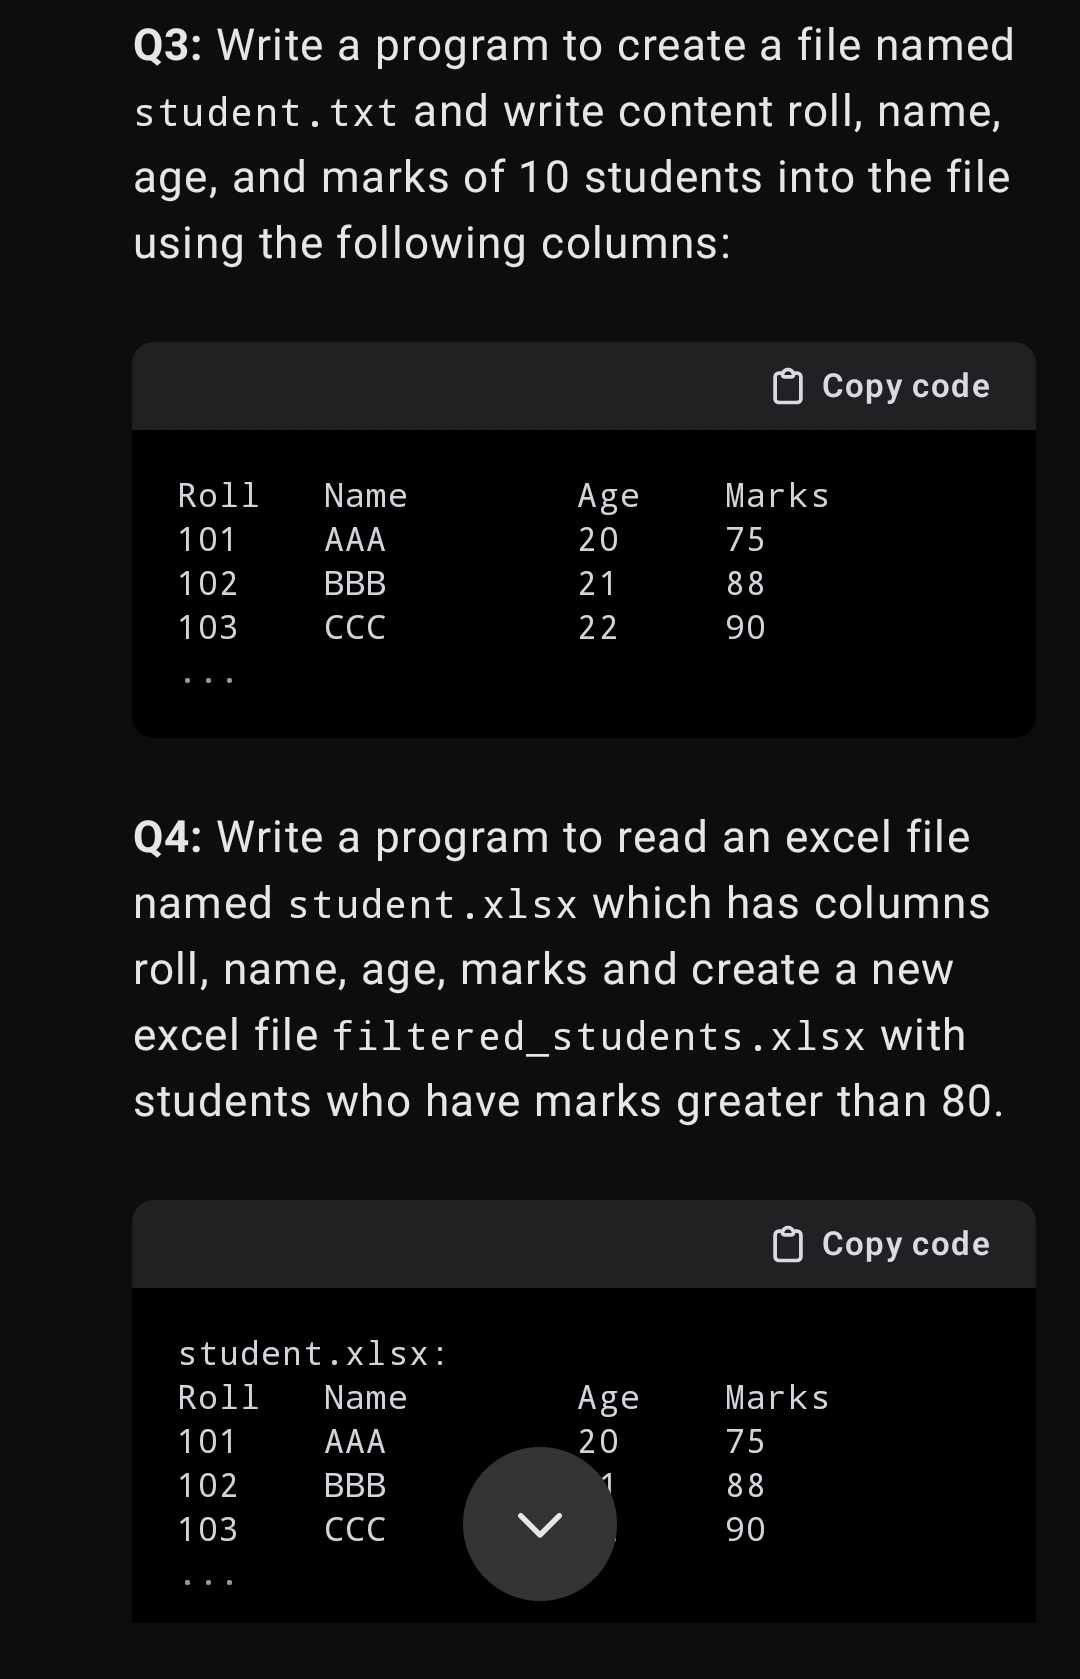 Q3: Write a program to create a file named
student.txt and write content roll, name,
age, and marks of 10 students into the file
using the following columns:
Copy code
Roll Name Age Marks
101 AAA 20 75
102 BBB 21 88
103 CCC 22 90
...
Q4: Write a program to read an excel file
named student.xlsx which has columns
roll, name, age, marks and create a new
excel file filtered_students.xlsx with
students who have marks greater than 80.
Copy code
student.xlsx:
Roll Name Age Marks
101 AAA 20 75
102 BBB 88
103 CCC 90
...